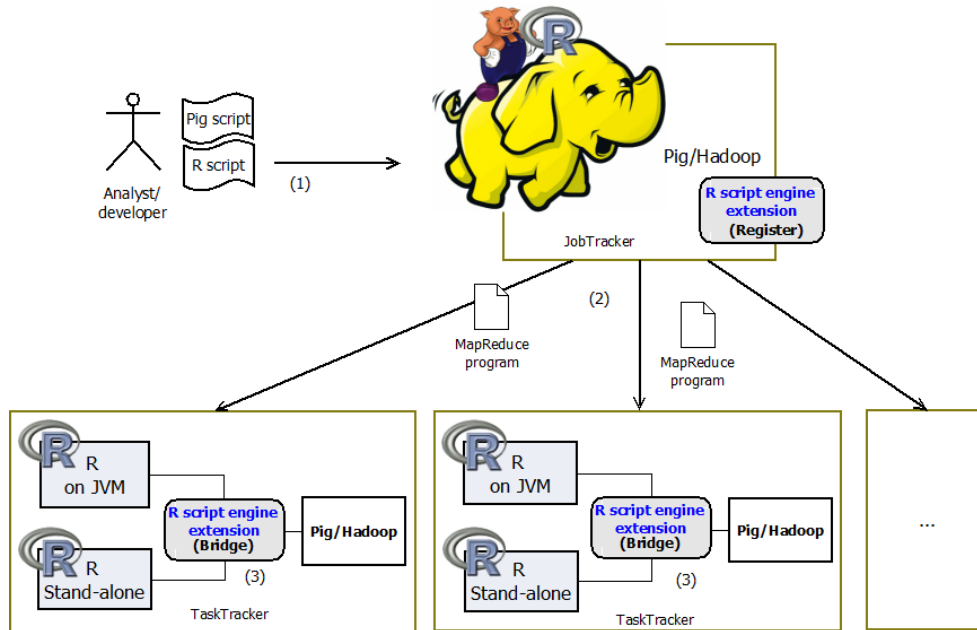 R
Pig script
R script
Analyst/
developer
(1)
Pig/Hadoop
R script engine
extension
(Register)
JobTracker
(2)
MapReduce
program
MapReduce
program
R
R
on JVM
R script engine
extension
(Bridge)
Pig/Hadoop
R
R
Stand-alone
(3)
TaskTracker
R
R
on JVM
R script engine
extension
(Bridge)
Pig/Hadoop
R
R
Stand-alone
(3)
TaskTracker
...